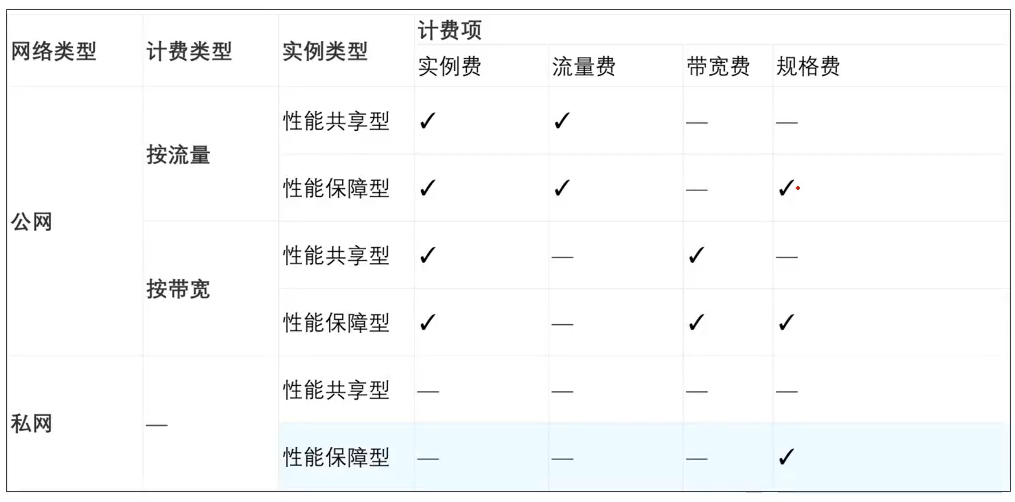 网络类型 计费类型 实例类型 计费项
实例费 流量费 带宽费 规格费
公网 按流量 性能共享型 ✓ ✓ — —
性能保障型 ✓ ✓ — ✓
按带宽 性能共享型 ✓ — ✓ —
性能保障型 ✓ — ✓ ✓
私网 — 性能共享型 — — — —
性能保障型 — — — ✓